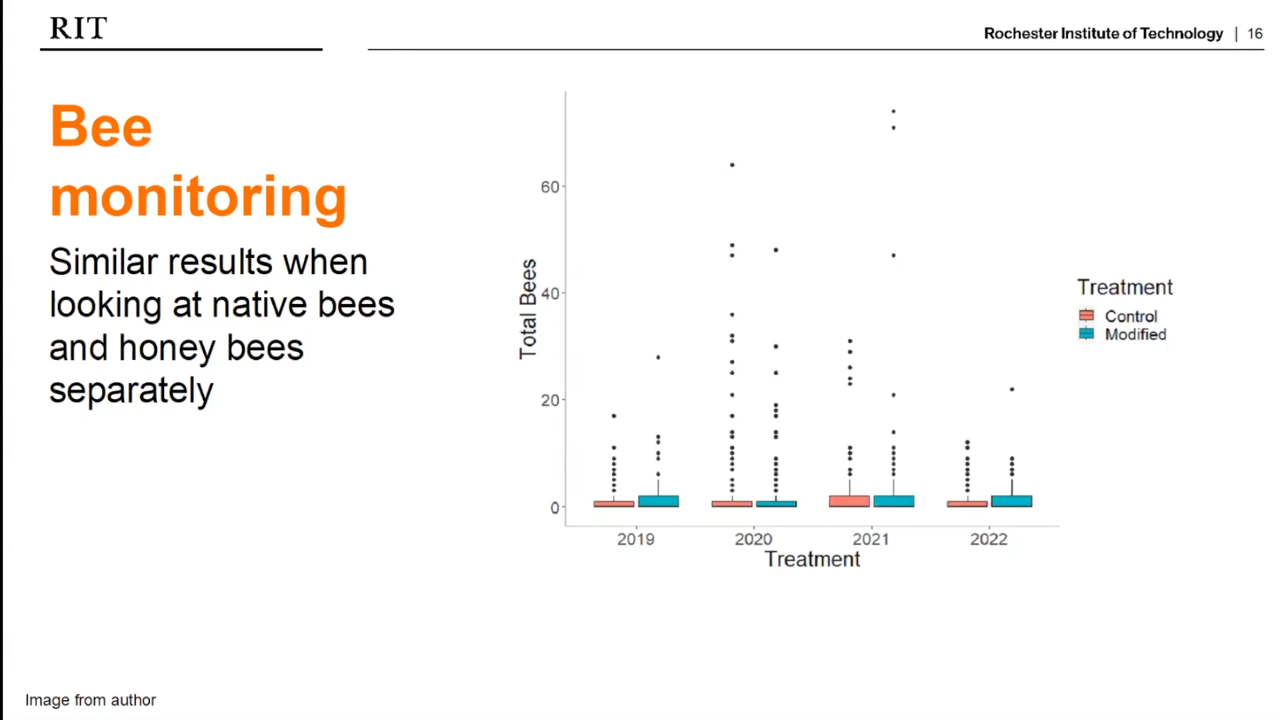 RIT
Rochester Institute of Technology | 16
Bee
monitoring
Similar results when
looking at native bees
and honey bees
separately
60
40
20
0
Total Bees
2019 2020 2021 2022
Treatment
Treatment
Control
Modified
Image from author